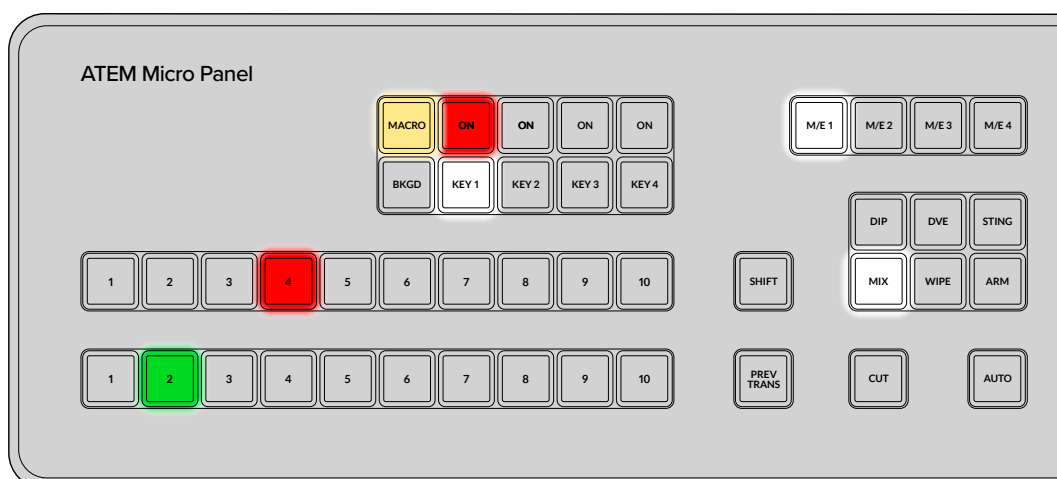 ATEM Micro Panel
MACRO ON ON ON ON
M/E 1 M/E 2 M/E 3 M/E 4
BKGD KEY 1 KEY 2 KEY 3 KEY 4
DIP DVE STING
1 2 3 4 5 6 7 8 9 10
SHIFT
MIX WIPE ARM
1 2 3 4 5 6 7 8 9 10
PREV
TRANS
CUT
AUTO